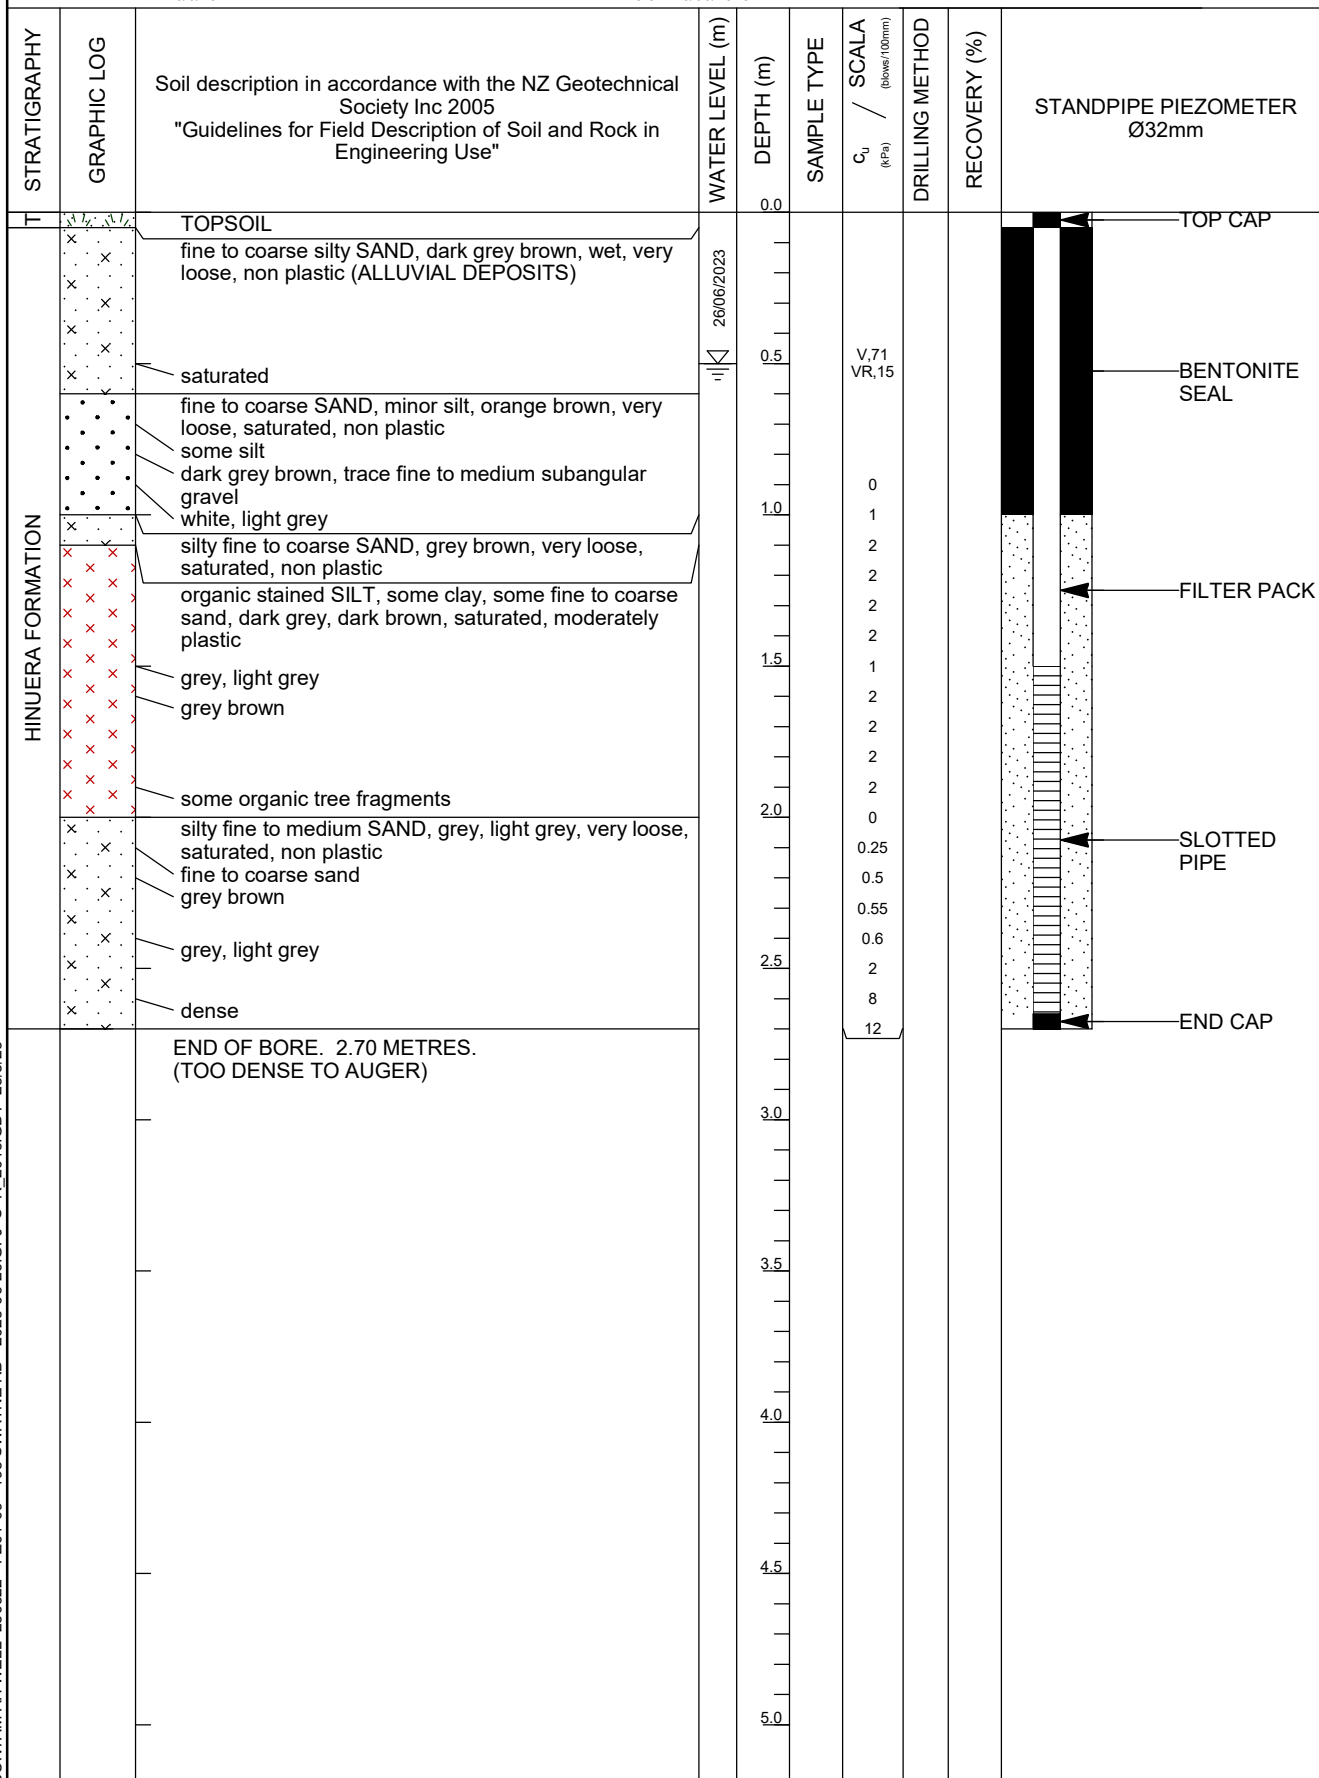 STRATIGRAPHY
GRAPHIC LOG
Soil description in accordance with the NZ Geotechnical
Society Inc 2005
"Guidelines for Field Description of Soil and Rock in
Engineering Use"
WATER LEVEL (m)
DEPTH (m)
SAMPLE TYPE
cu (kPa) / SCALA (blows/100mm)
DRILLING METHOD
RECOVERY (%)
STANDPIPE PIEZOMETER
Ø32mm
0.0
T
TOPSOIL
TOP CAP
fine to coarse silty SAND, dark grey brown, wet, very
loose, non plastic (ALLUVIAL DEPOSITS)
26/06/2023
0.5
V,71
VR,15
saturated
BENTONITE
SEAL
fine to coarse SAND, minor silt, orange brown, very
loose, saturated, non plastic
some silt
dark grey brown, trace fine to medium subangular
gravel
0
white, light grey
1.0
1
HINUERA FORMATION
silty fine to coarse SAND, grey brown, very loose,
saturated, non plastic
2
2
organic stained SILT, some clay, some fine to coarse
sand, dark grey, dark brown, saturated, moderately
plastic
FILTER PACK
2
2
1.5
1
grey, light grey
2
grey brown
2
2
2
some organic tree fragments
2.0
0
silty fine to medium SAND, grey, light grey, very loose,
saturated, non plastic
0.25
SLOTTED
PIPE
fine to coarse sand
0.5
grey brown
0.55
0.6
grey, light grey
2.5
2
8
dense
12
END CAP
END OF BORE. 2.70 METRES.
(TOO DENSE TO AUGER)
3.0
3.5
4.0
4.5
5.0